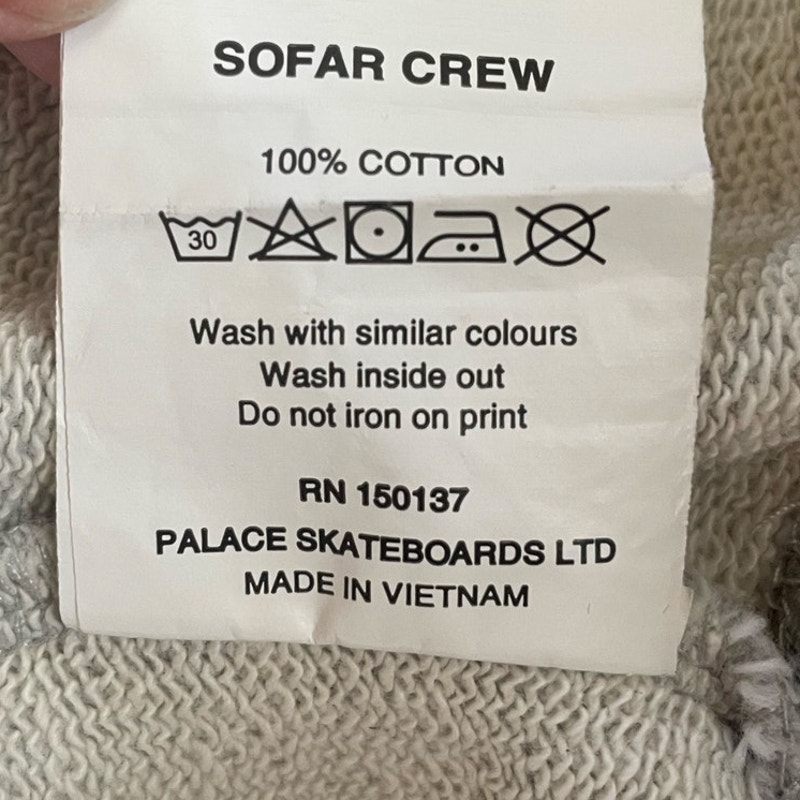 SOFAR CREW
100% COTTON
30
Wash with similar colours
Wash inside out
Do not iron on print
RN 150137
PALACE SKATEBOARDS LTD
MADE IN VIETNAM